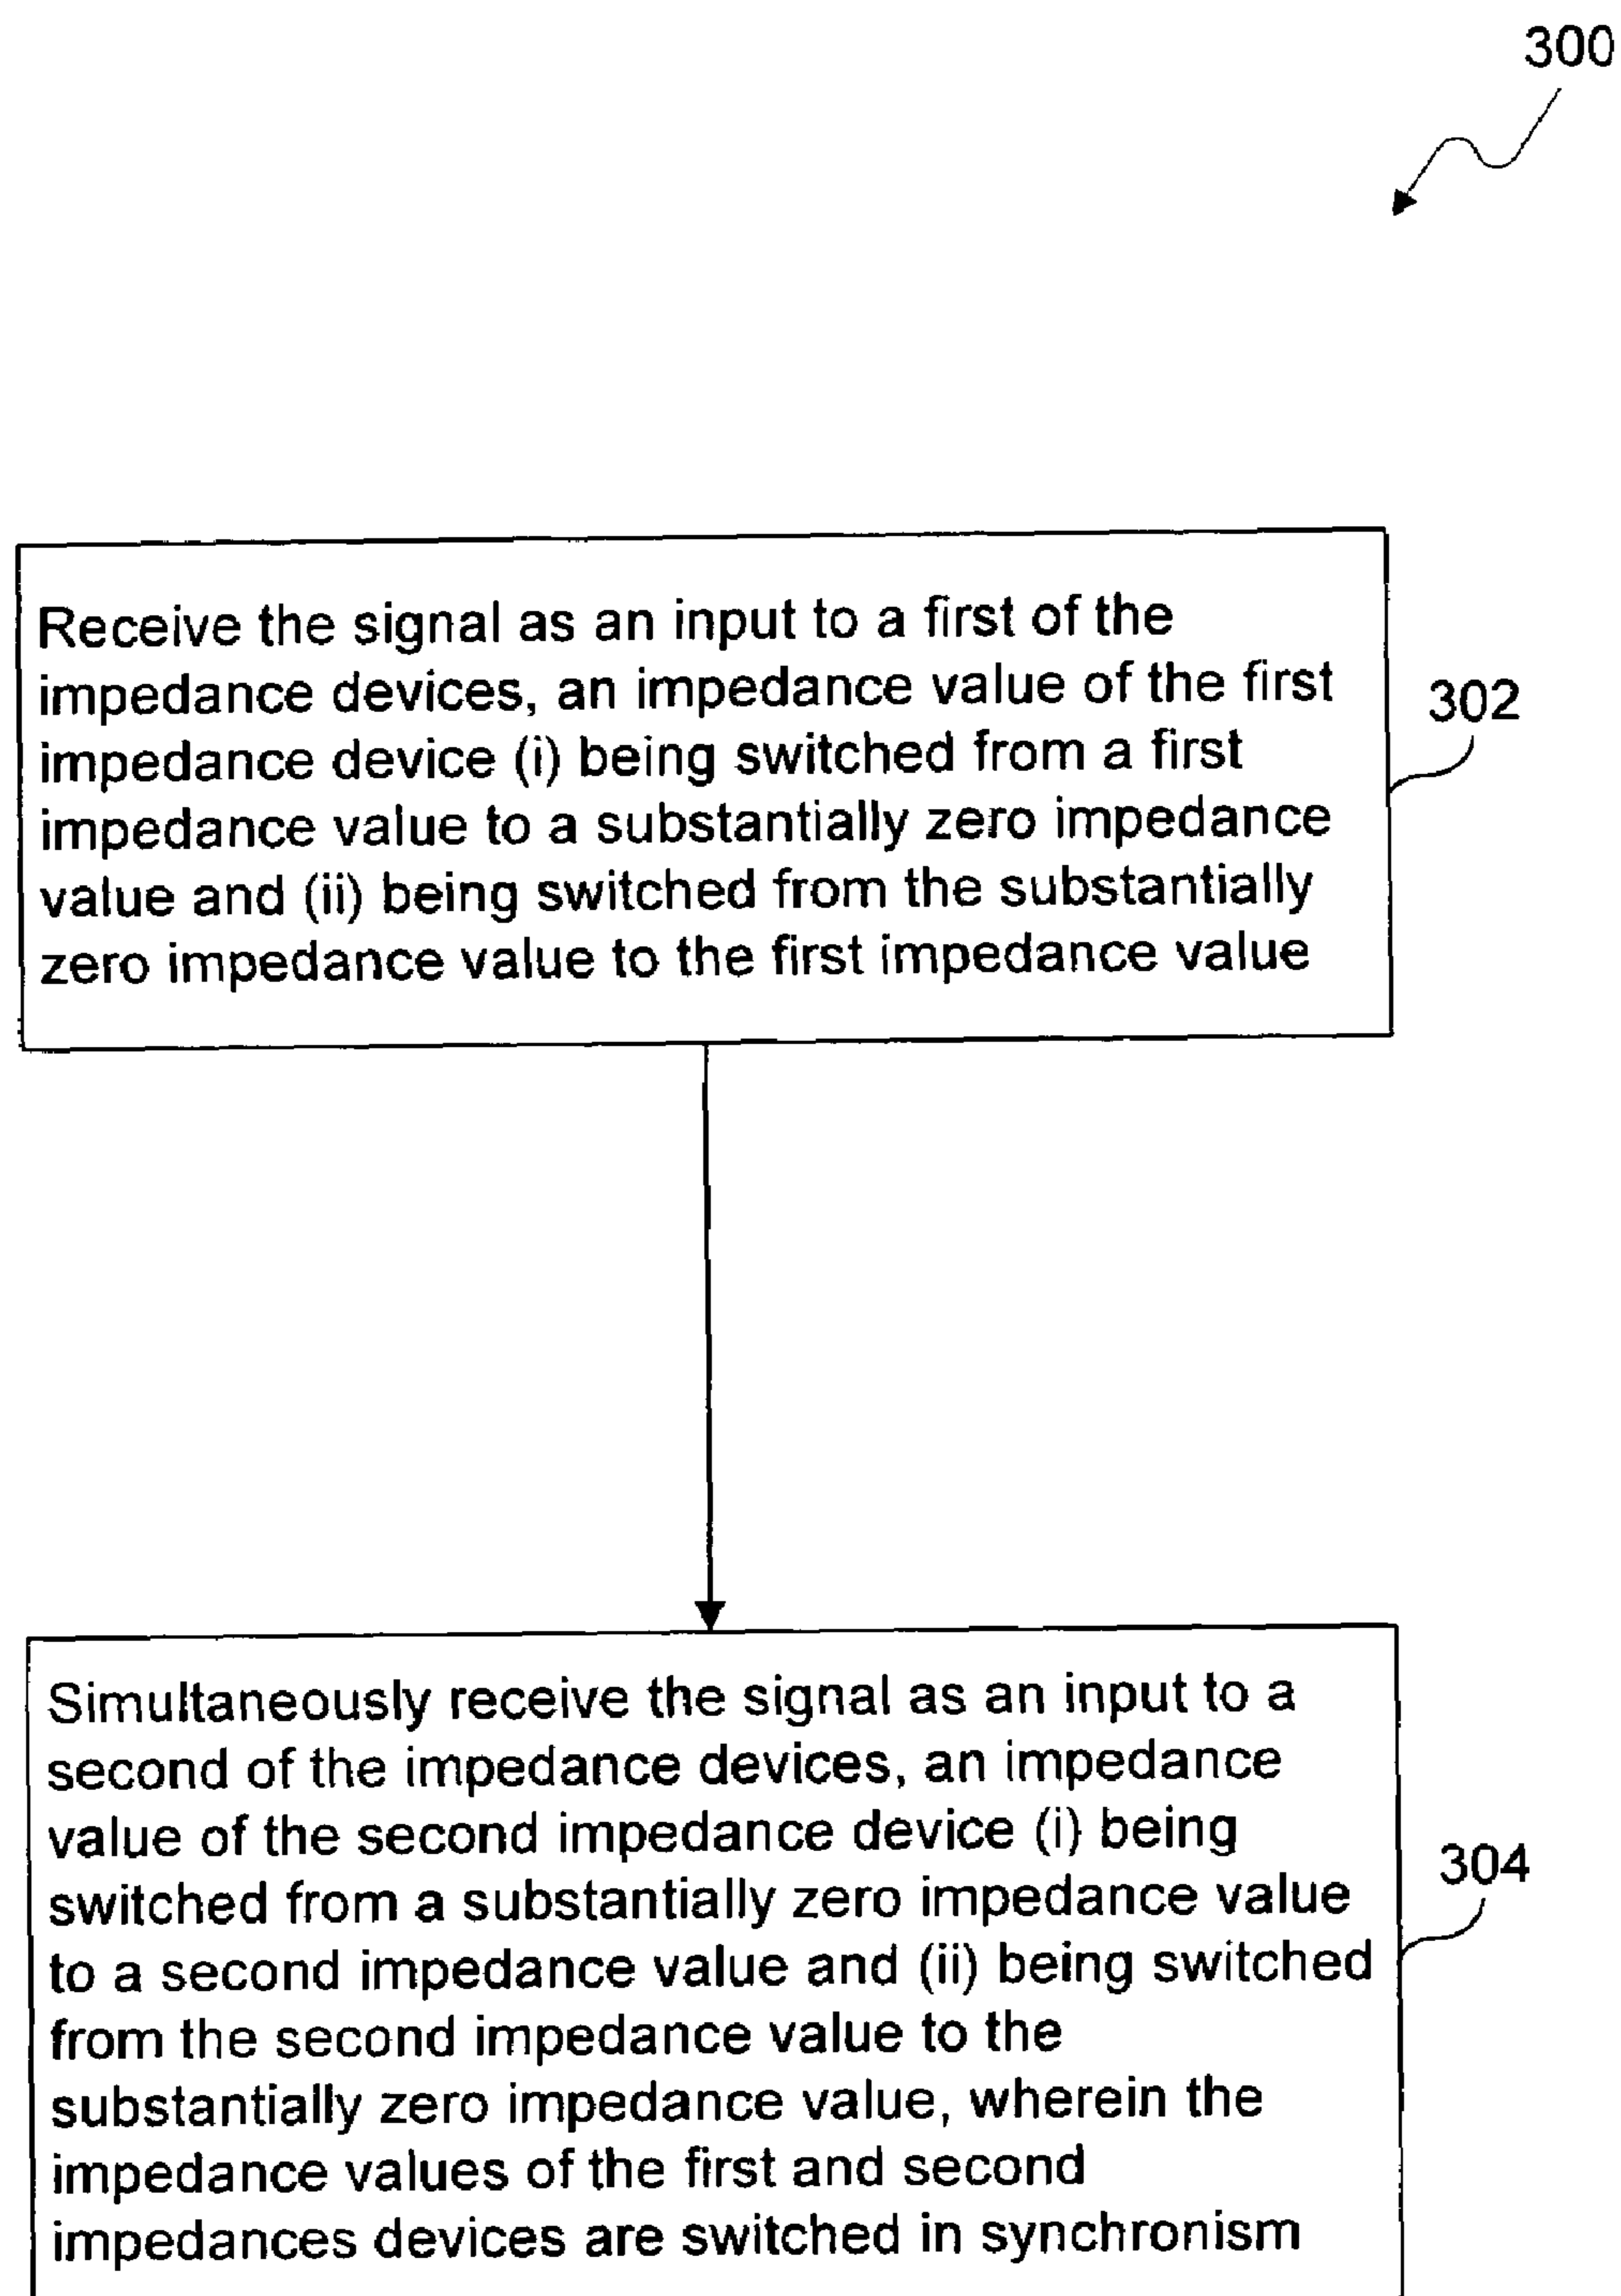 300
Receive the signal as an input to a first of the
impedance devices, an impedance value of the first
impedance device (i) being switched from a first
impedance value to a substantially zero impedance
value and (ii) being switched from the substantially
zero impedance value to the first impedance value
302
Simultaneously receive the signal as an input to a
second of the impedance devices, an impedance
value of the second impedance device (i) being
switched from a substantially zero impedance value
to a second impedance value and (ii) being switched
from the second impedance value to the
substantially zero impedance value, wherein the
impedance values of the first and second
impedances devices are switched in synchronism
304